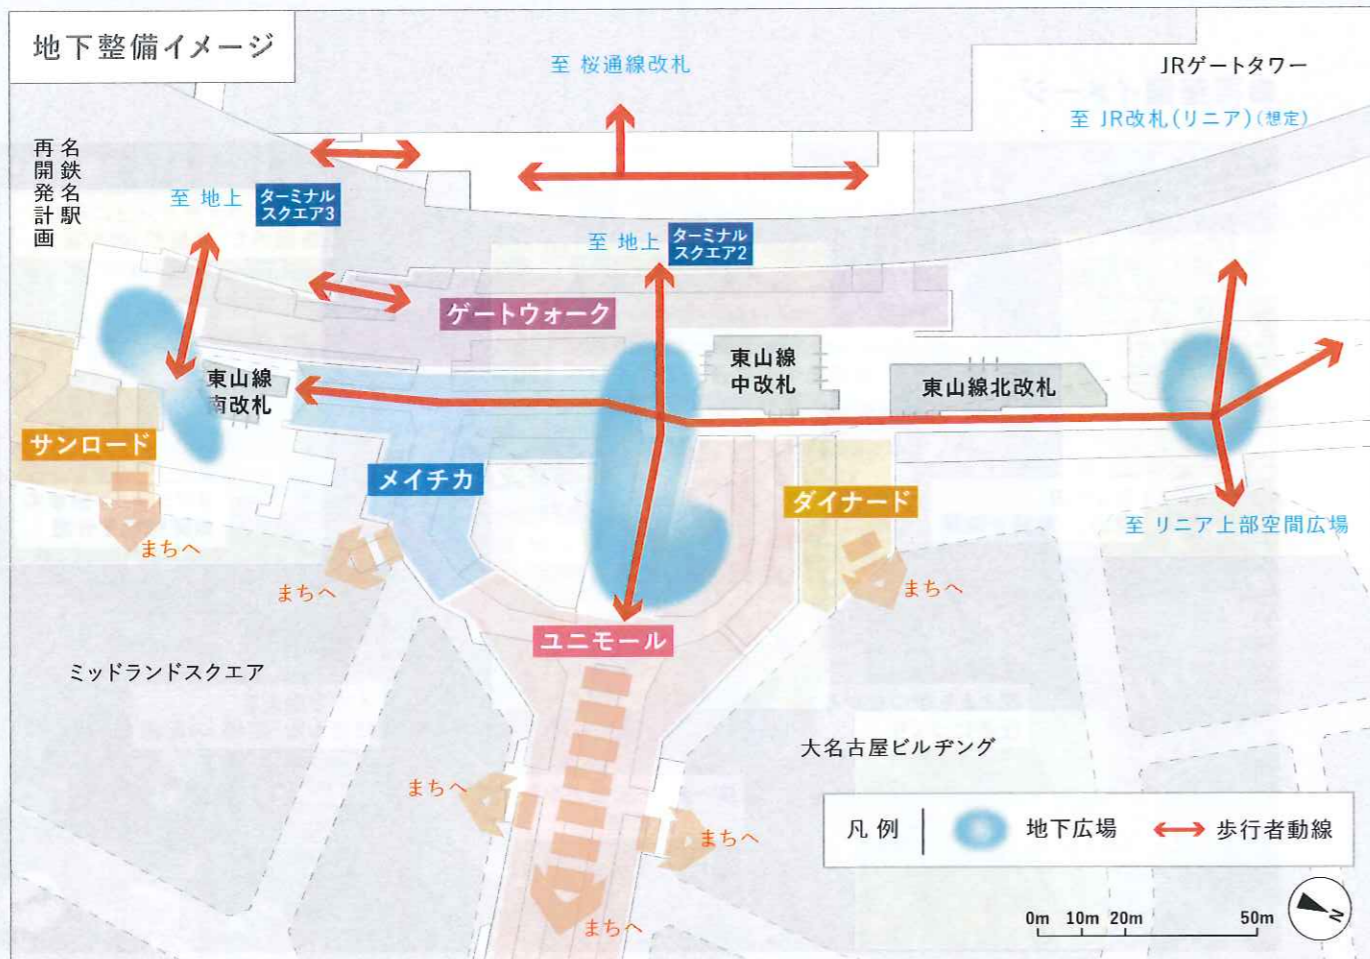 地下整備イメージ
至 桜通線改札
JRゲートタワー
至 JR改札(リニア)(想定)
名鉄名駅
再開発計画
至 地上
ターミナル
スクエア3
至 地上
ターミナル
スクエア2
ゲートウォーク
東山線
南改札
東山線
中改札
東山線北改札
サンロード
メイチカ
ダイナード
まちへ
まちへ
まちへ
至 リニア上部空間広場
ユニモール
ミッドランドスクエア
大名古屋ビルヂング
まちへ
まちへ
まちへ
凡例
地下広場
歩行者動線
0m 10m 20m 50m
N